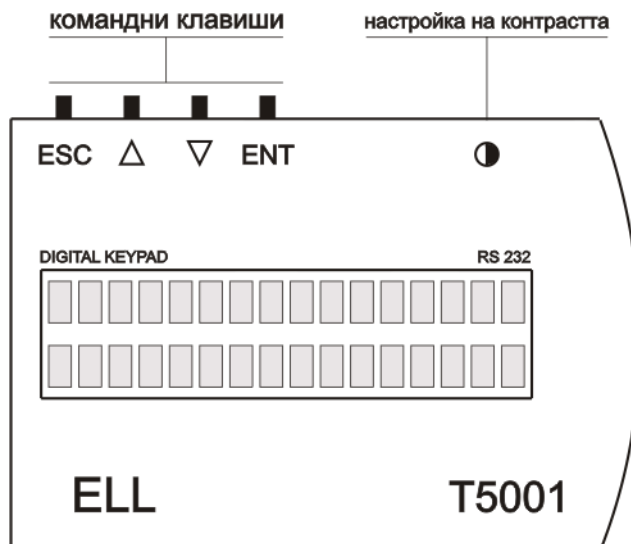 командни клавиши
настройка на контрастта
ESC △ ▽ ENT
DIGITAL KEYPAD RS 232
ELL T5001